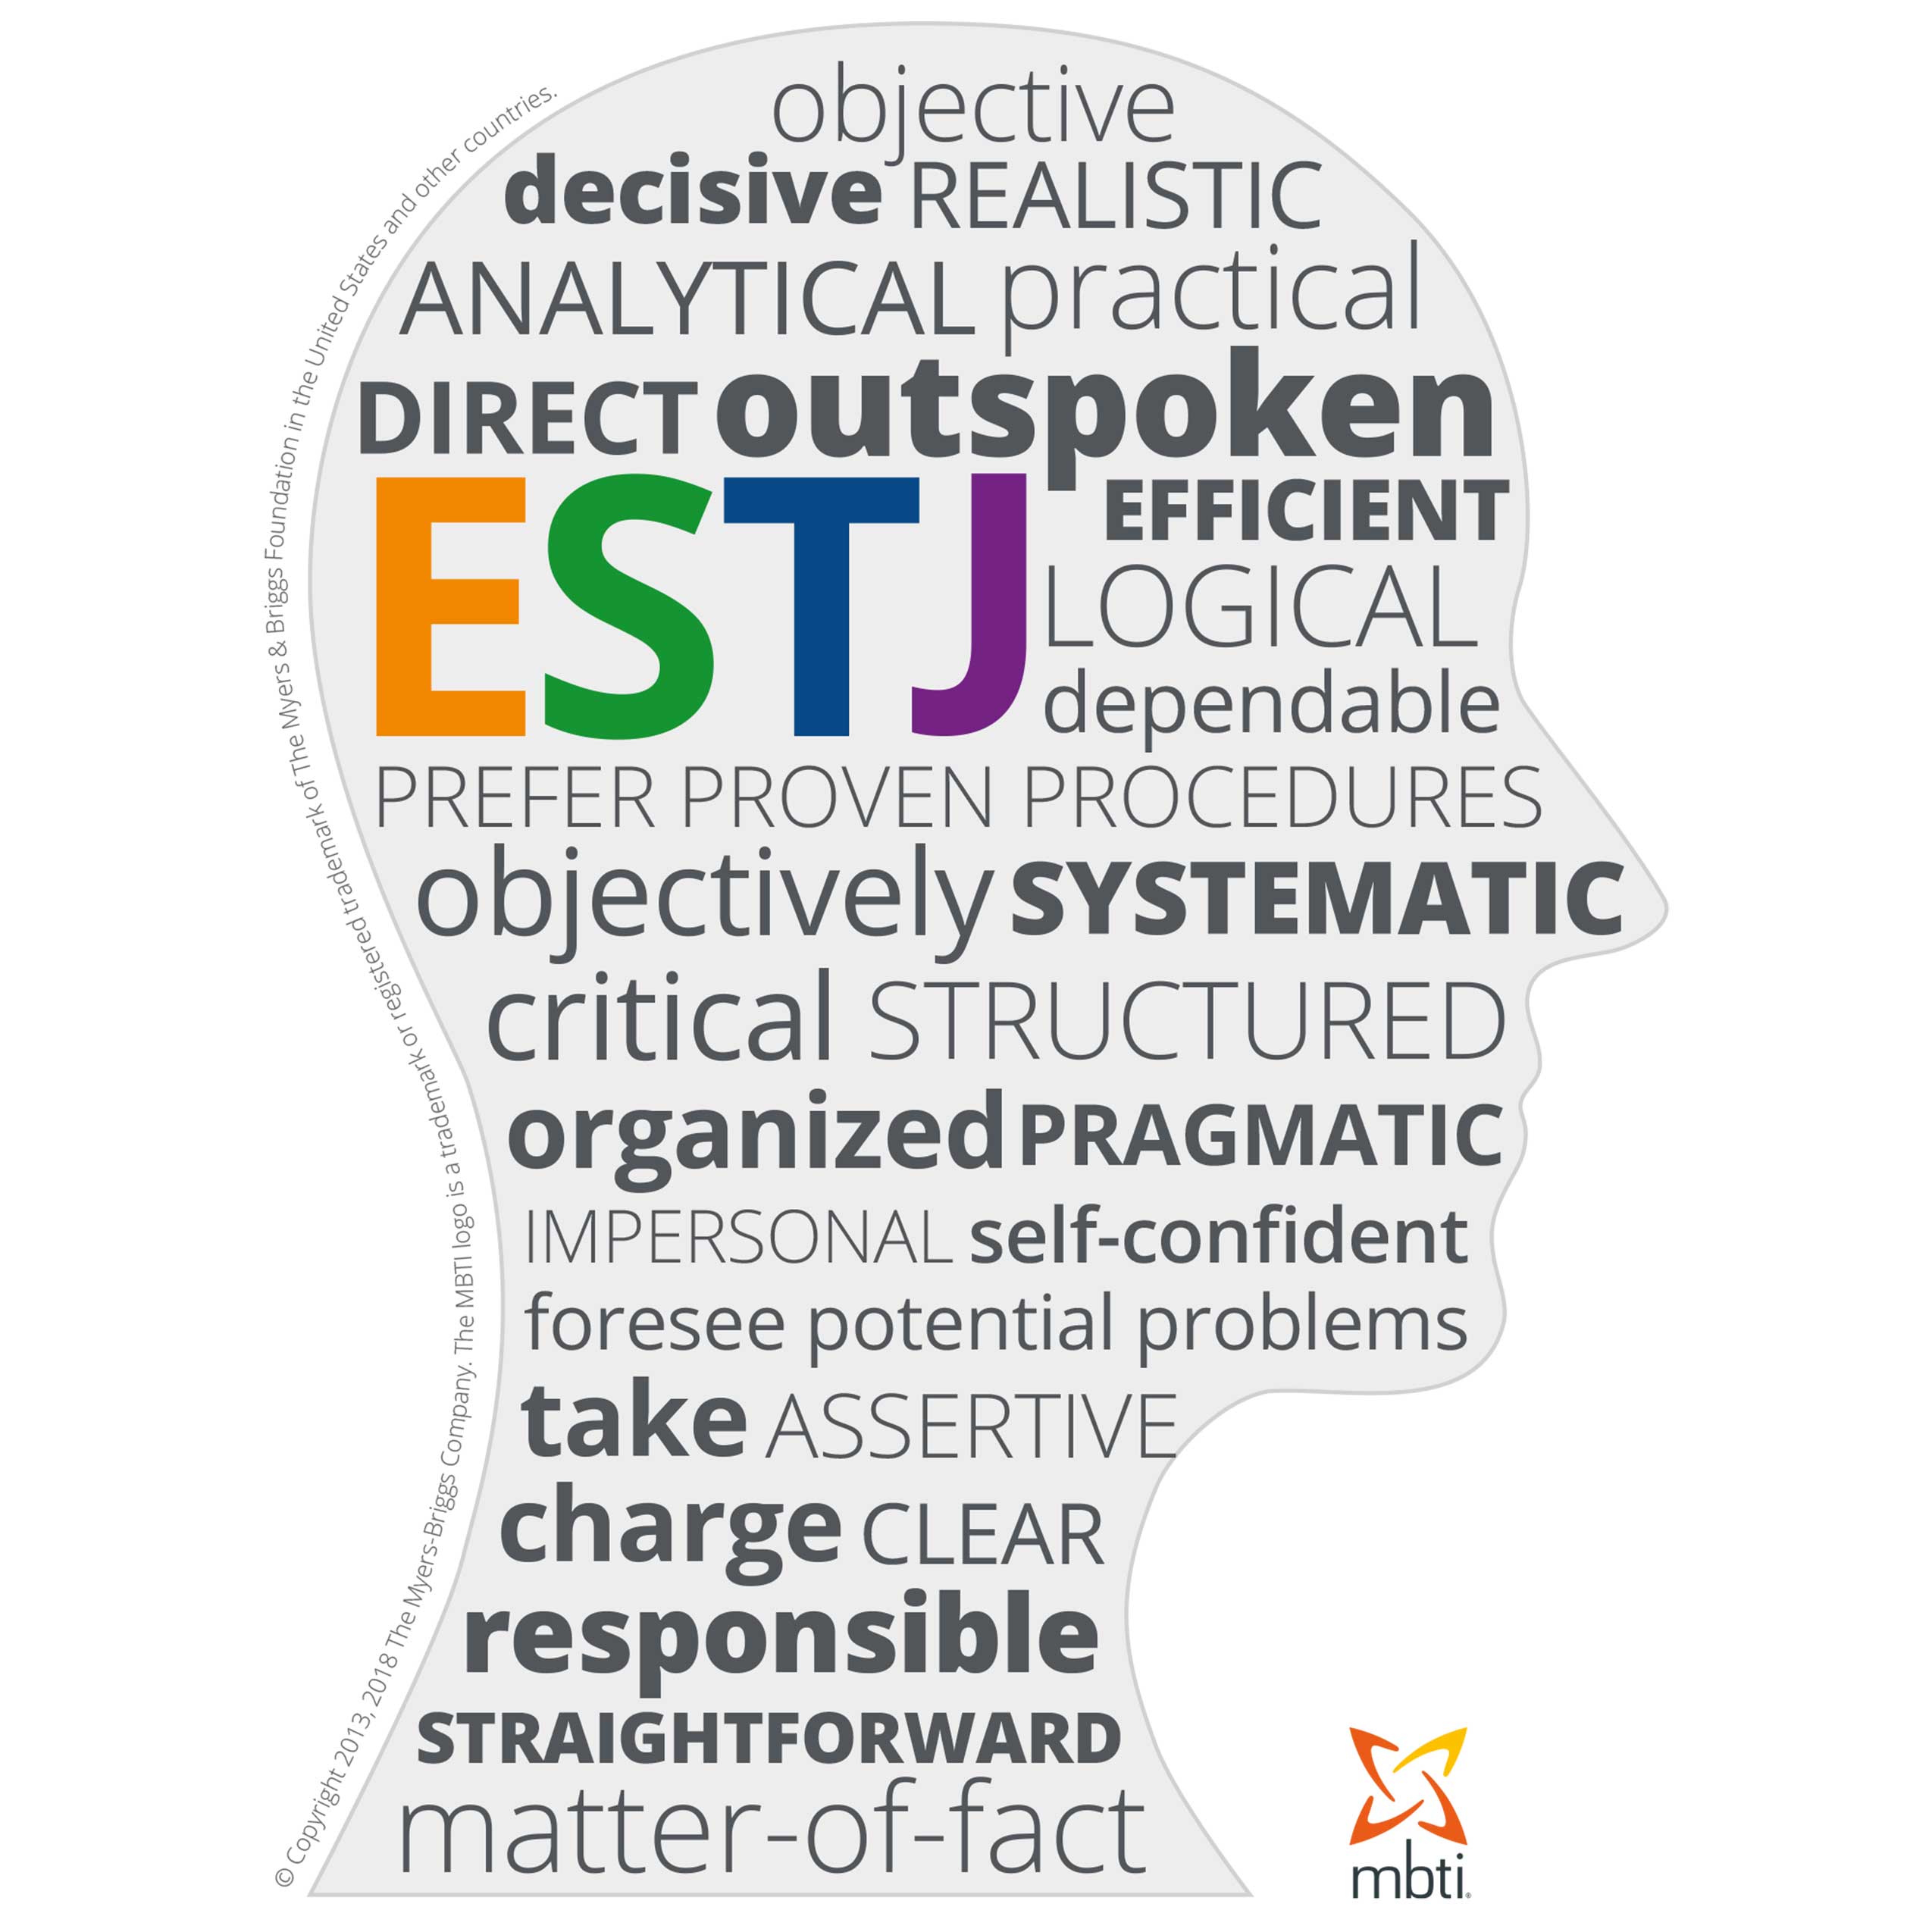 objective
decisive REALISTIC
ANALYTICAL practical
DIRECT outspoken
ESTJ EFFICIENT
LOGICAL
dependable
PREFER PROVEN PROCEDURES
objectively SYSTEMATIC
critical STRUCTURED
organized PRAGMATIC
IMPERSONAL self-confident
foresee potential problems
take ASSERTIVE
charge CLEAR
responsible
STRAIGHTFORWARD
matter-of-fact
© Copyright 2013, 2018 The Myers-Briggs Company. The MBTI logo is a trademark or registered trademark of The Myers & Briggs Foundation in the United States and other countries.
mbti®